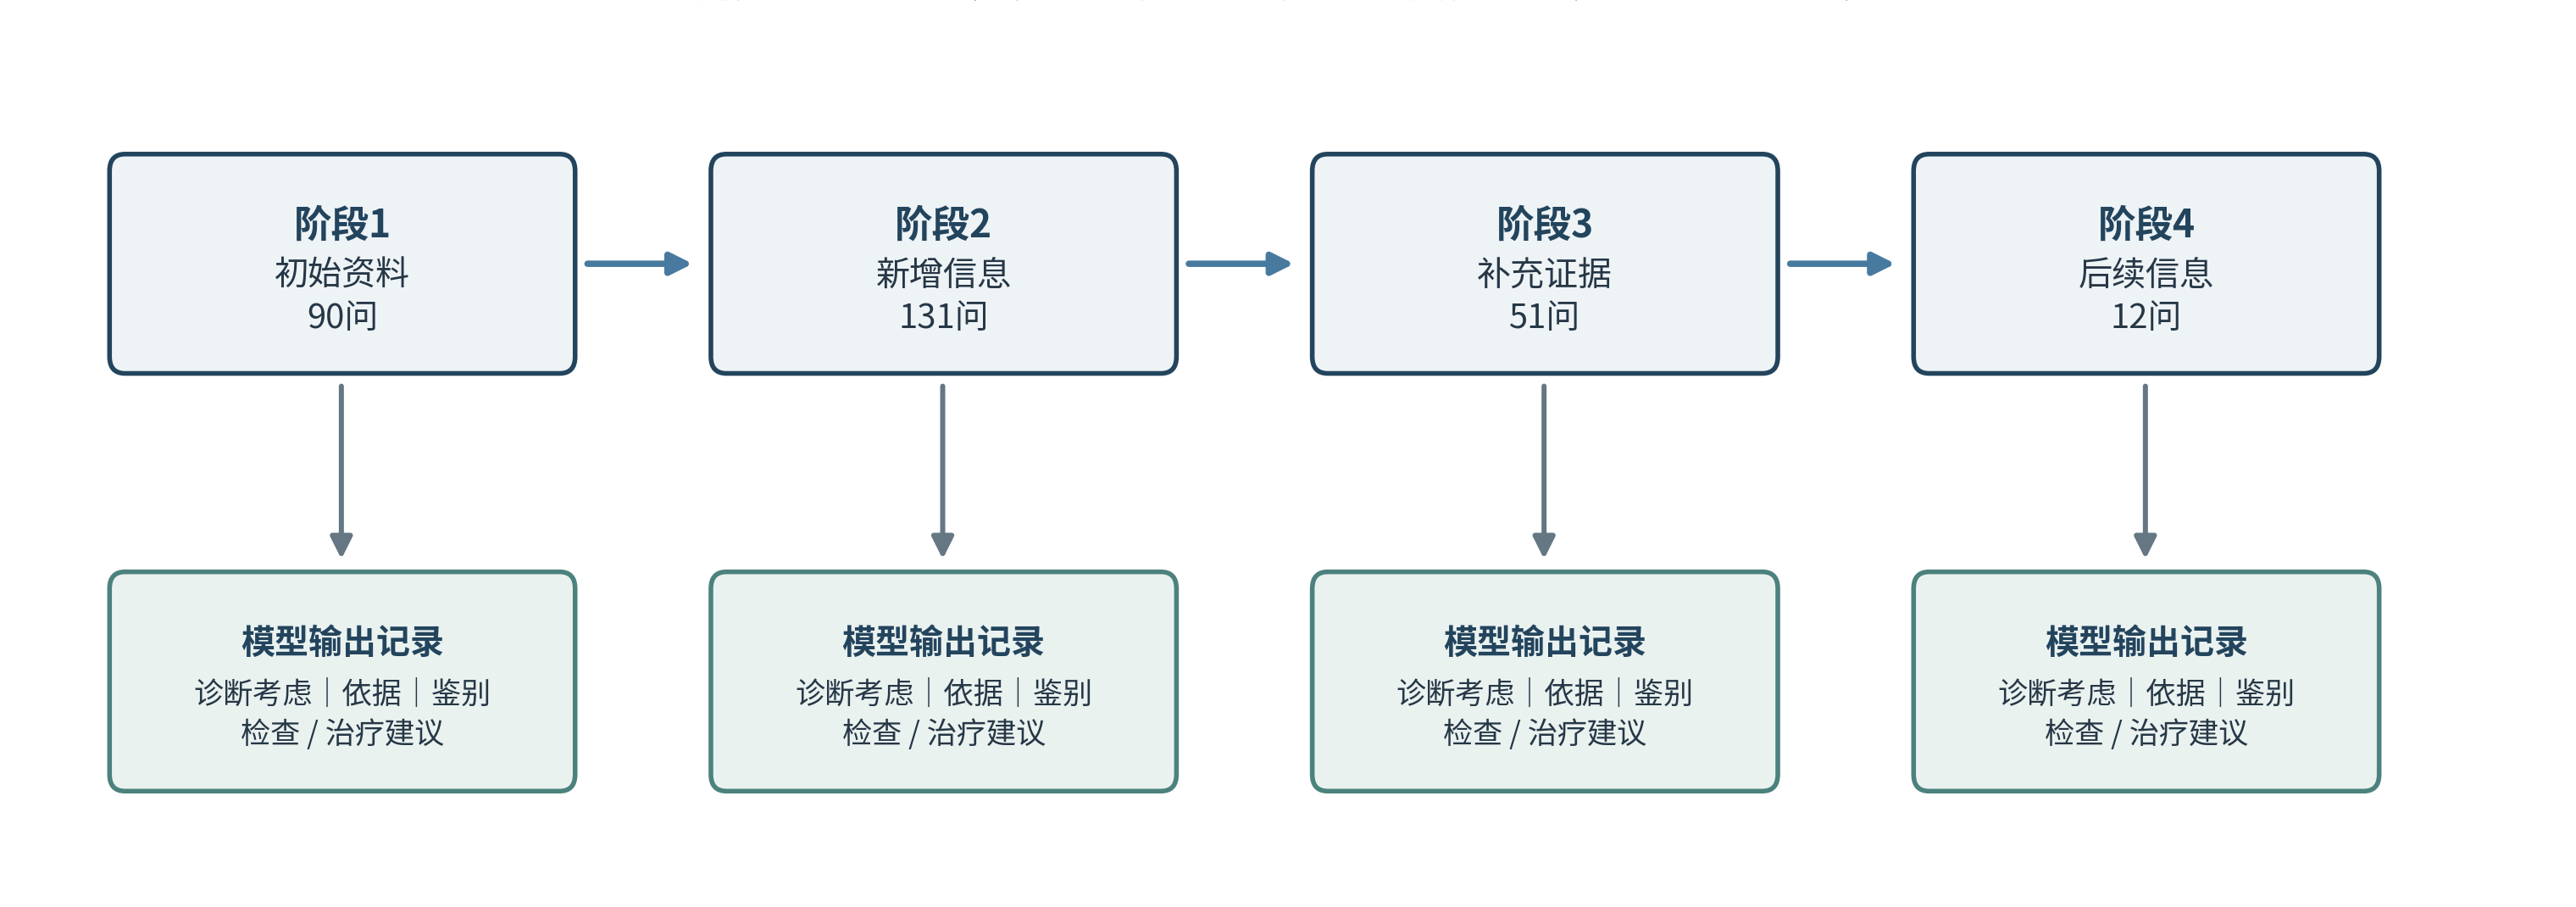 阶段1
初始资料
90问
阶段2
新增信息
131问
阶段3
补充证据
51问
阶段4
后续信息
12问
模型输出记录
诊断考虑｜依据｜鉴别
检查 / 治疗建议
模型输出记录
诊断考虑｜依据｜鉴别
检查 / 治疗建议
模型输出记录
诊断考虑｜依据｜鉴别
检查 / 治疗建议
模型输出记录
诊断考虑｜依据｜鉴别
检查 / 治疗建议